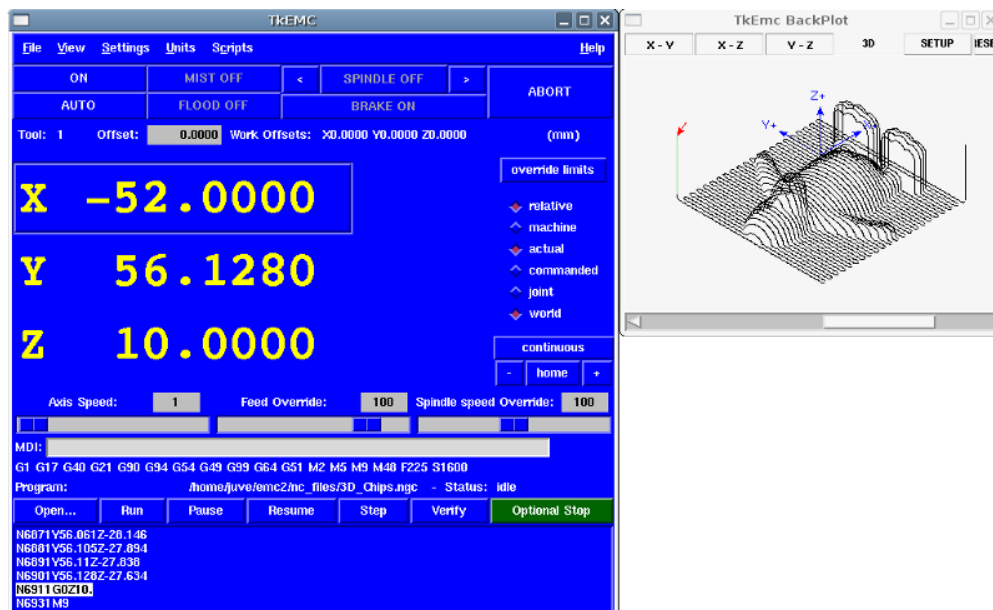 TkEMC
File View Settings Units Scripts Help
ON MIST OFF < SPINDLE OFF > ABORT
AUTO FLOOD OFF BRAKE ON
Tool: 1 Offset: 0.0000 Work Offsets: X0.0000 Y0.0000 Z0.0000 (mm)
override limits
X -52.0000
relative
machine
Y 56.1280
actual
commanded
joint
world
Z 10.0000
continuous
- home +
Axis Speed: 1 Feed Override: 100 Spindle speed Override: 100
MDI:
G1 G17 G40 G21 G90 G94 G54 G49 G99 G64 G51 M2 M5 M9 M48 F225 S1600
Program: /home/juve/emc2/nc_files/3D_Chips.ngc - Status: idle
Open... Run Pause Resume Step Verify Optional Stop
N6871Y56.061Z-28.146
N6881Y56.105Z-27.894
N6891Y56.11Z-27.838
N6901Y56.128Z-27.634
N6911G0Z10.
N6931M9
TkEmc BackPlot
X - Y X - Z Y - Z 3D SETUP
Z+
Y+